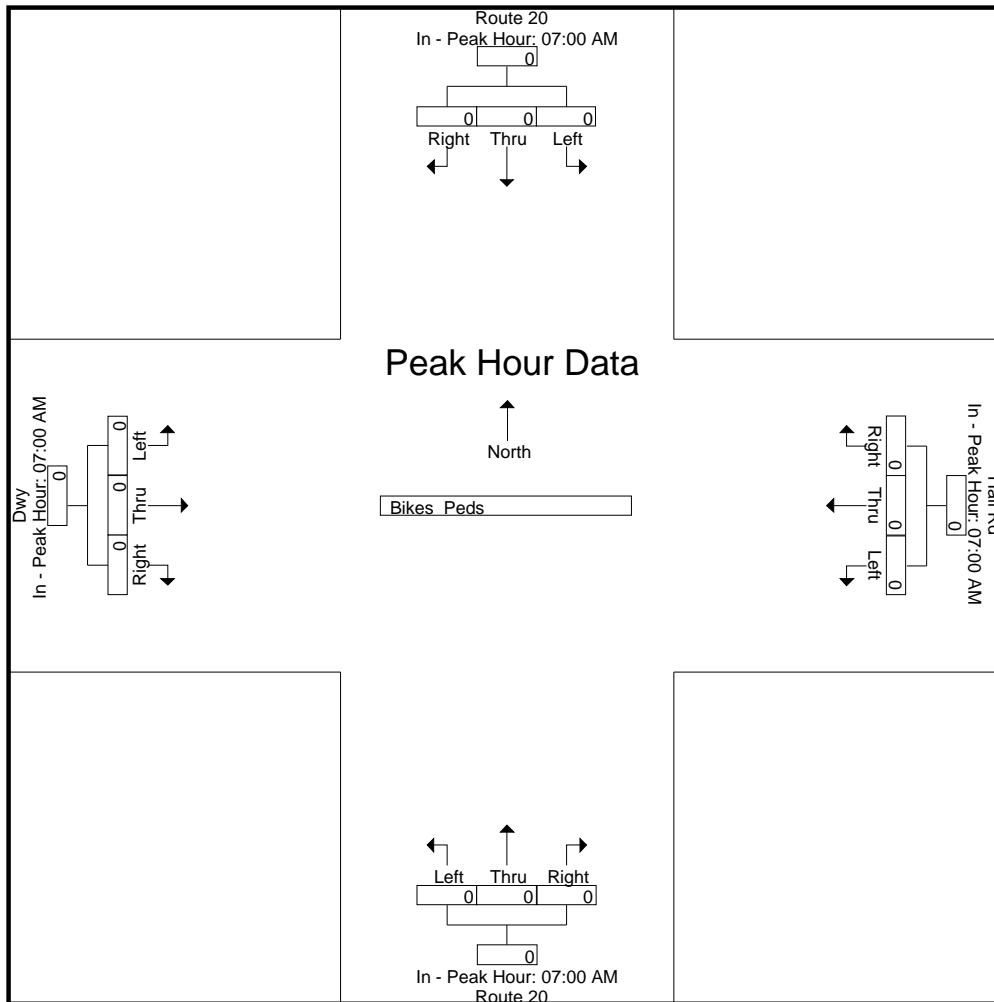 Route 20
In - Peak Hour: 07:00 AM
0
0 0 0
Right Thru Left
Peak Hour Data
North
Bikes Peds
Dwy
In - Peak Hour: 07:00 AM
0
0 0 0
Left Thru Right
Rd
In - Peak Hour: 07:00 AM
0
0 0 0
Right Thru Left
Left Thru Right
0 0 0
0
In - Peak Hour: 07:00 AM
Route 20